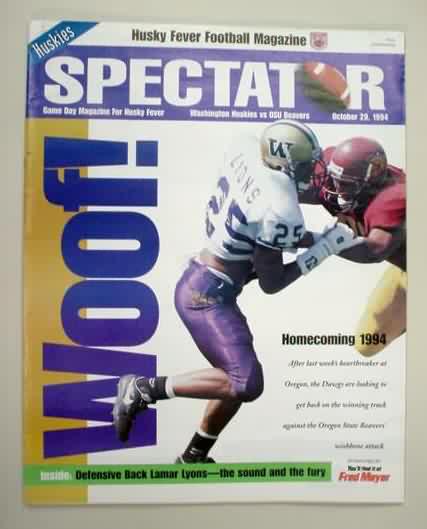 Huskies
Husky Fever Football Magazine
SPECTATOR
Game Day Magazine For Husky Fever
Washington Huskies vs OSU Beavers
October 29, 1994
Woof!
W
LYONS
25
25
Homecoming 1994
After last week's heartbreaker at
Oregon, the Dawgs are looking to
get back on the winning track
against the Oregon State Beavers'
wishbone attack.
Inside: Defensive Back Lamar Lyons—the sound and the fury
You'll find it at
Fred Meyer